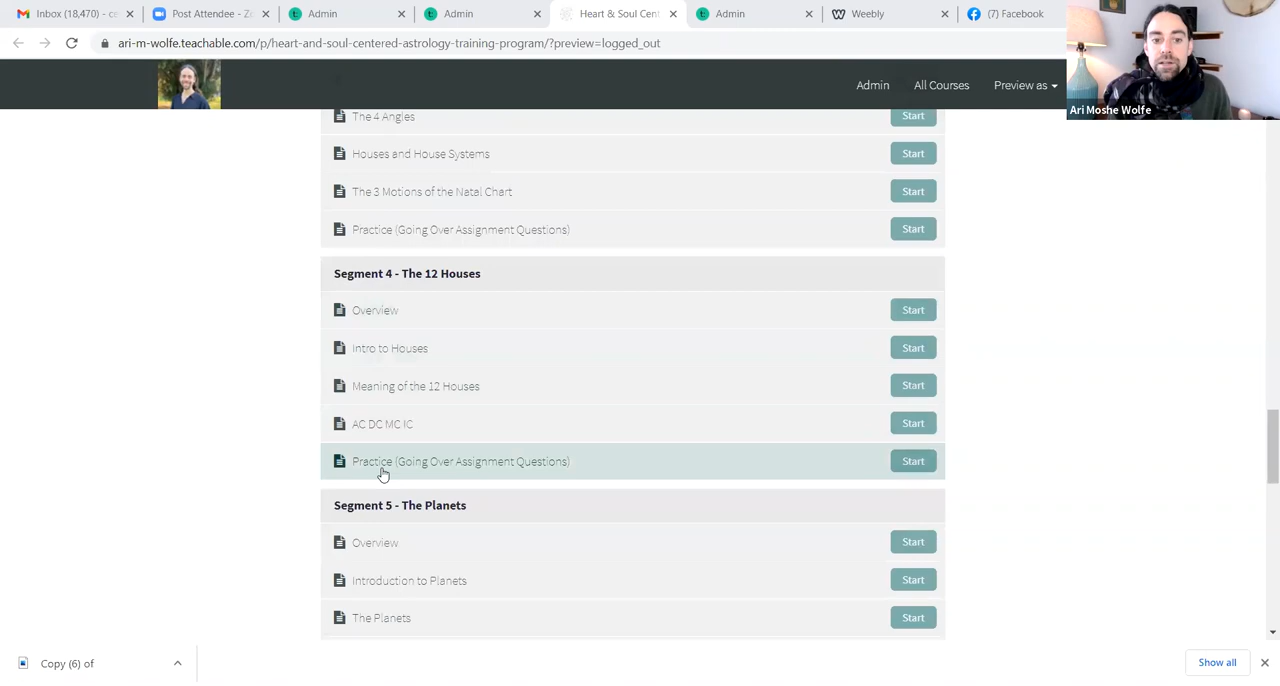 Inbox (18,470) - ce
Post Attendee - Z
Admin
Admin
Heart & Soul Cen
Admin
Weebly
(7) Facebook
ari-m-wolfe.teachable.com/p/heart-and-soul-centered-astrology-training-program/?preview=logged_out
Admin
All Courses
Preview as
Ari Moshe Wolfe
The 4 Angles
Start
Houses and House Systems
Start
The 3 Motions of the Natal Chart
Start
Practice (Going Over Assignment Questions)
Start
Segment 4 - The 12 Houses
Overview
Start
Intro to Houses
Start
Meaning of the 12 Houses
Start
AC DC MC IC
Start
Practice (Going Over Assignment Questions)
Start
Segment 5 - The Planets
Overview
Start
Introduction to Planets
Start
The Planets
Start
Copy (6) of
Show all